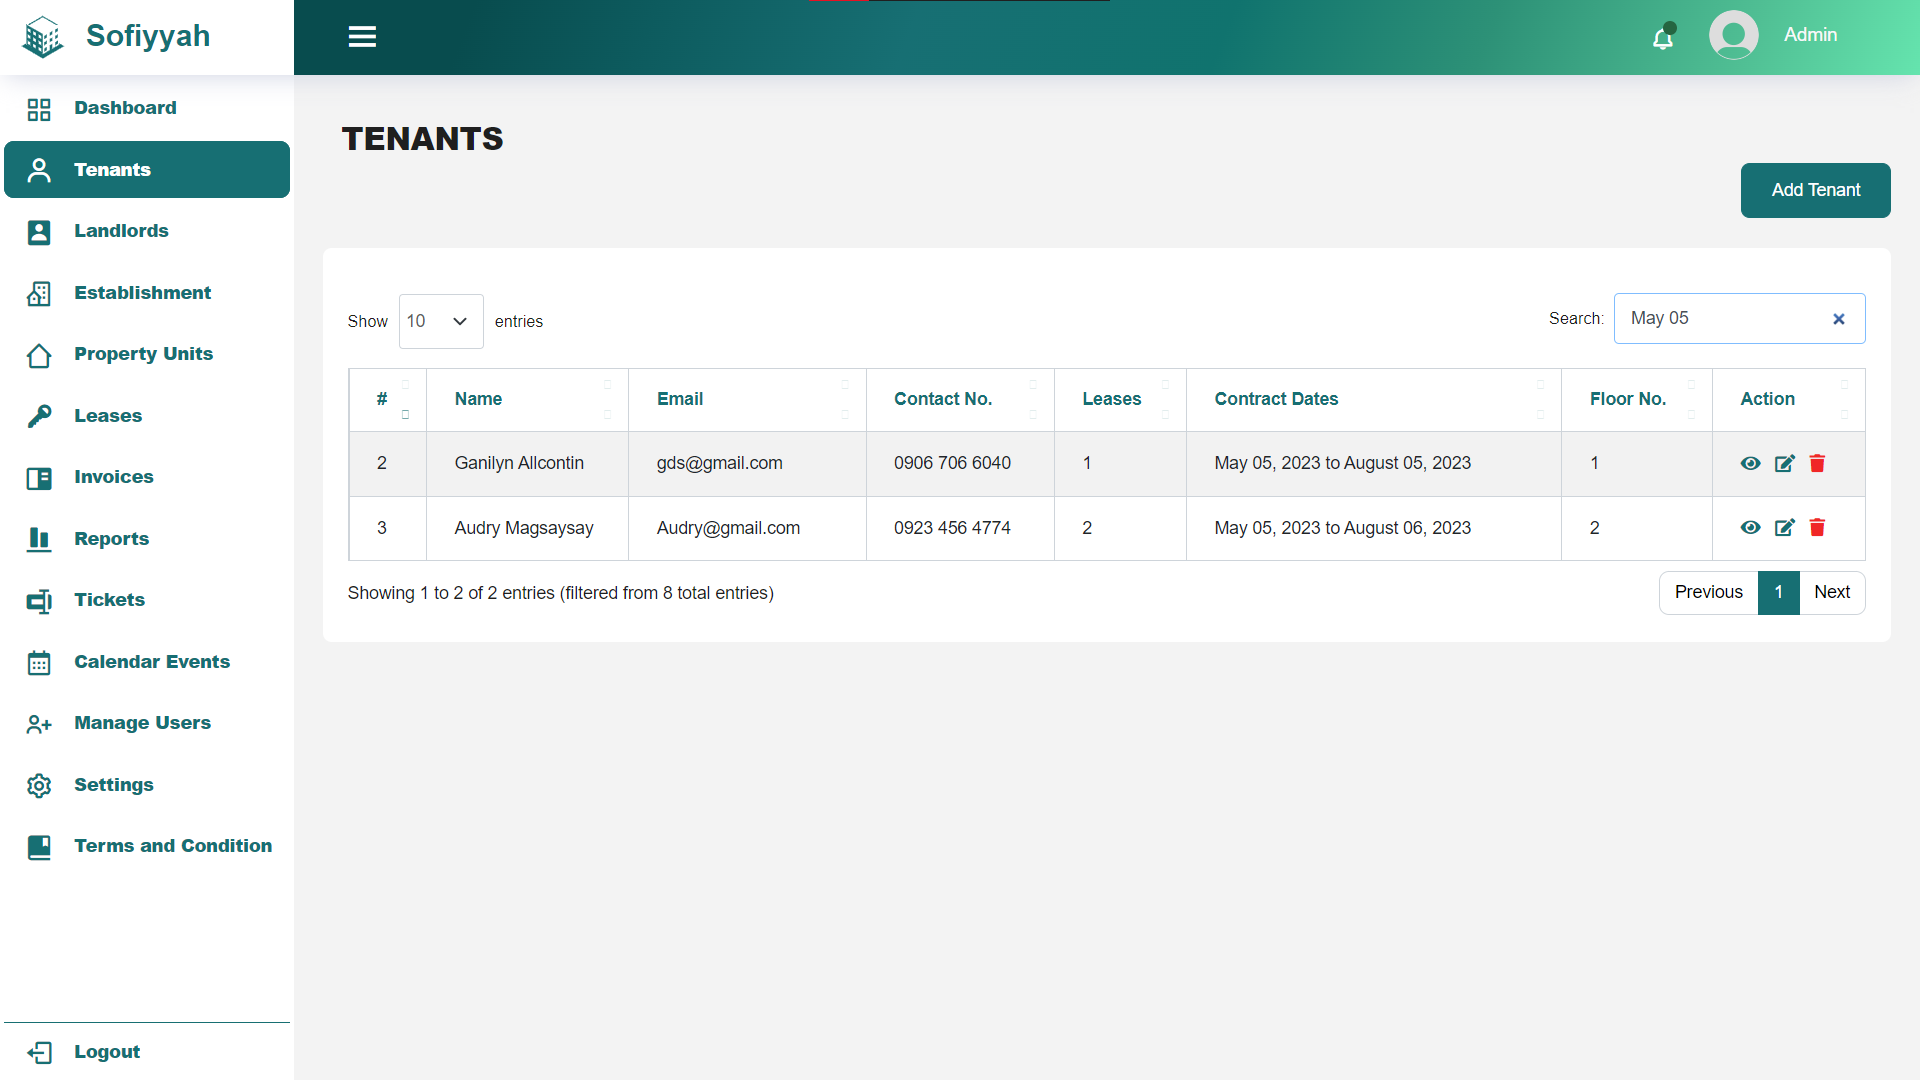 Sofiyyah
Admin
Dashboard
Tenants
Landlords
Establishment
Property Units
Leases
Invoices
Reports
Tickets
Calendar Events
Manage Users
Settings
Terms and Condition
Logout
TENANTS
Add Tenant
Show 10 entries
Search: May 05
# Name Email Contact No. Leases Contract Dates Floor No. Action
2 Ganilyn Allcontin gds@gmail.com 0906 706 6040 1 May 05, 2023 to August 05, 2023 1
3 Audry Magsaysay Audry@gmail.com 0923 456 4774 2 May 05, 2023 to August 06, 2023 2
Showing 1 to 2 of 2 entries (filtered from 8 total entries)
Previous 1 Next